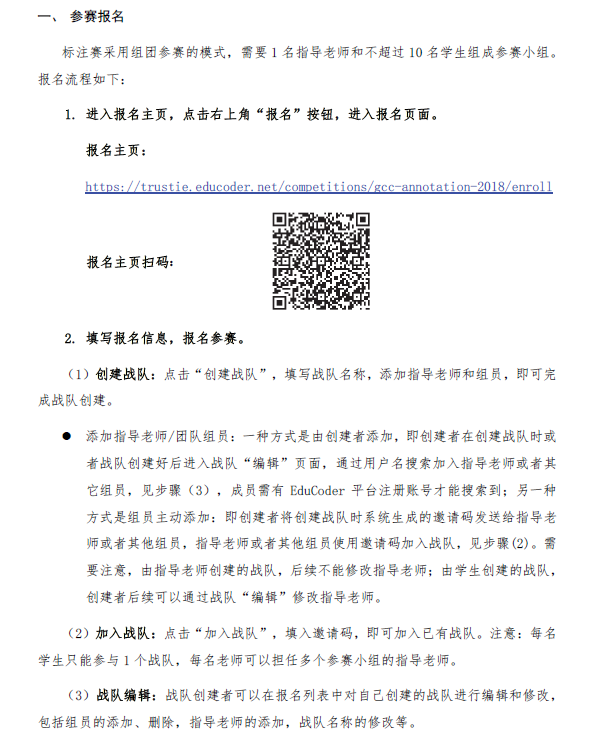 一、 参赛报名
标注赛采用组团参赛的模式，需要 1 名指导老师和不超过 10 名学生组成参赛小组。
报名流程如下：
1. 进入报名主页，点击右上角“报名”按钮，进入报名页面。
报名主页：
https://trustie.educoder.net/competitions/gcc-annotation-2018/enroll
报名主页扫码：
2. 填写报名信息，报名参赛。
（1）创建战队：点击“创建战队”，填写战队名称，添加指导老师和组员，即可完
成战队创建。
● 添加指导老师/团队组员：一种方式是由创建者添加，即创建者在创建战队时或
者战队创建好后进入战队“编辑”页面，通过用户名搜索加入指导老师或者其
它组员，见步骤（3），成员需有 EduCoder 平台注册账号才能搜索到；另一种
方式是组员主动添加：即创建者将创建战队时系统生成的邀请码发送给指导老
师或者其他组员，指导老师或者其他组员使用邀请码加入战队，见步骤(2)。需
要注意，由指导老师创建的战队，后续不能修改指导老师；由学生创建的战队，
创建者后续可以通过战队“编辑”修改指导老师。
（2）加入战队：点击“加入战队”，填入邀请码，即可加入已有战队。注意：每名
学生只能参与 1 个战队，每名老师可以担任多个参赛小组的指导老师。
（3）战队编辑：战队创建者可以在报名列表中对自己创建的战队进行编辑和修改，
包括组员的添加、删除，指导老师的添加，战队名称的修改等。